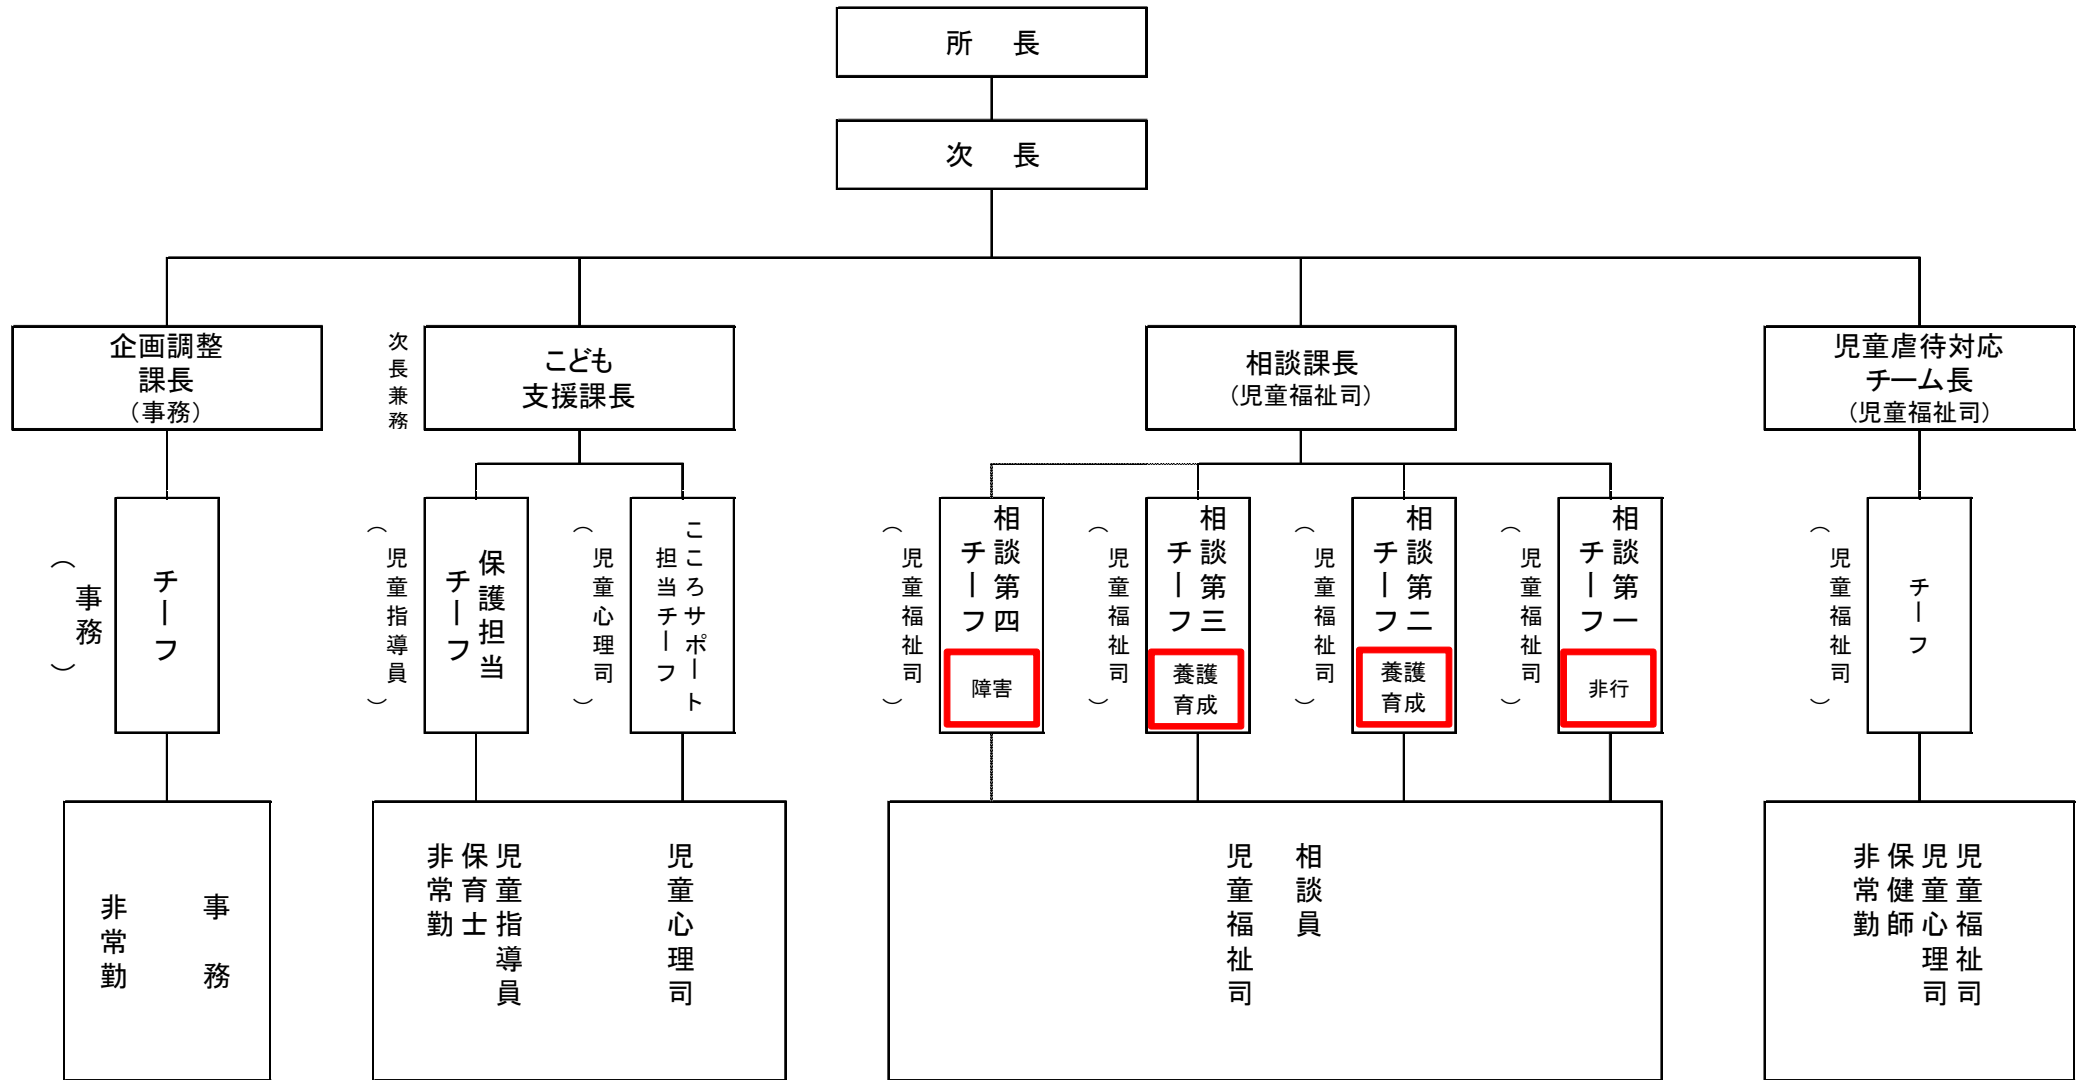 所　長
次　長
企画調整
課長
（事務）
次長兼務
こども
支援課長
相談課長
（児童福祉司）
児童虐待対応
チーム長
（児童福祉司）
チーフ
（事務）
保護担当
チーフ
（児童指導員）
こころサポート
担当チーフ
（児童心理司）
相談第四
チーフ
障害
（児童福祉司）
相談第三
チーフ
養護
育成
（児童福祉司）
相談第二
チーフ
養護
育成
（児童福祉司）
相談第一
チーフ
非行
（児童福祉司）
チーフ
（児童福祉司）
事　務
非常勤
児童心理司
児童指導員
保育士
非常勤
相談員
児童福祉司
児童福祉司
児童心理司
保健師
非常勤